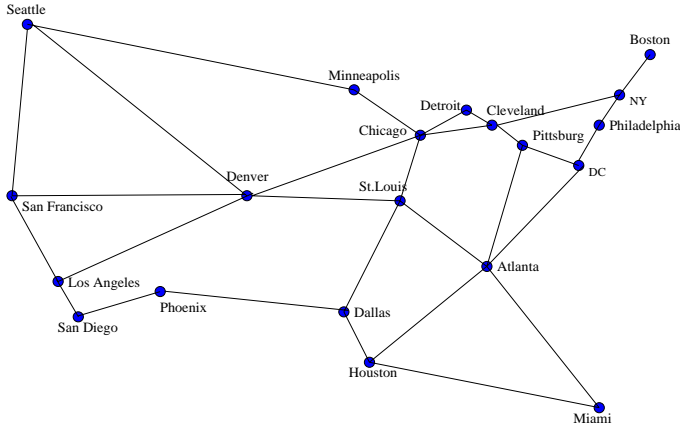 Seattle
Boston
Minneapolis
NY
Detroit
Cleveland
Chicago
Philadelphia
Pittsburg
DC
Denver
St.Louis
San Francisco
Atlanta
Los Angeles
Phoenix
Dallas
San Diego
Houston
Miami